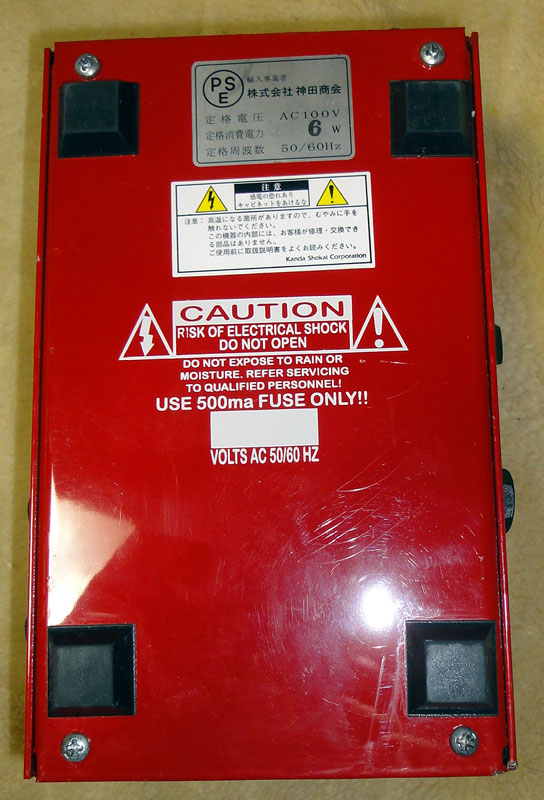 PS
E
輸入事業者
株式会社 神田商会
定格電圧 AC100V
定格消費電力 6 W
定格周波数 50/60Hz
注意
感電の恐れあり
キャビネットをあけるな
注意：高温になる箇所がありますので、むやみに手を
触れないでください。
この機器の内部には、お客様が修理・交換でき
る部品はありません。
ご使用前に取扱説明書をよくお読みください。
Kanda Shokai Corporation
CAUTION
RISK OF ELECTRICAL SHOCK
DO NOT OPEN
DO NOT EXPOSE TO RAIN OR
MOISTURE. REFER SERVICING
TO QUALIFIED PERSONNEL!
USE 500ma FUSE ONLY!!
VOLTS AC 50/60 HZ